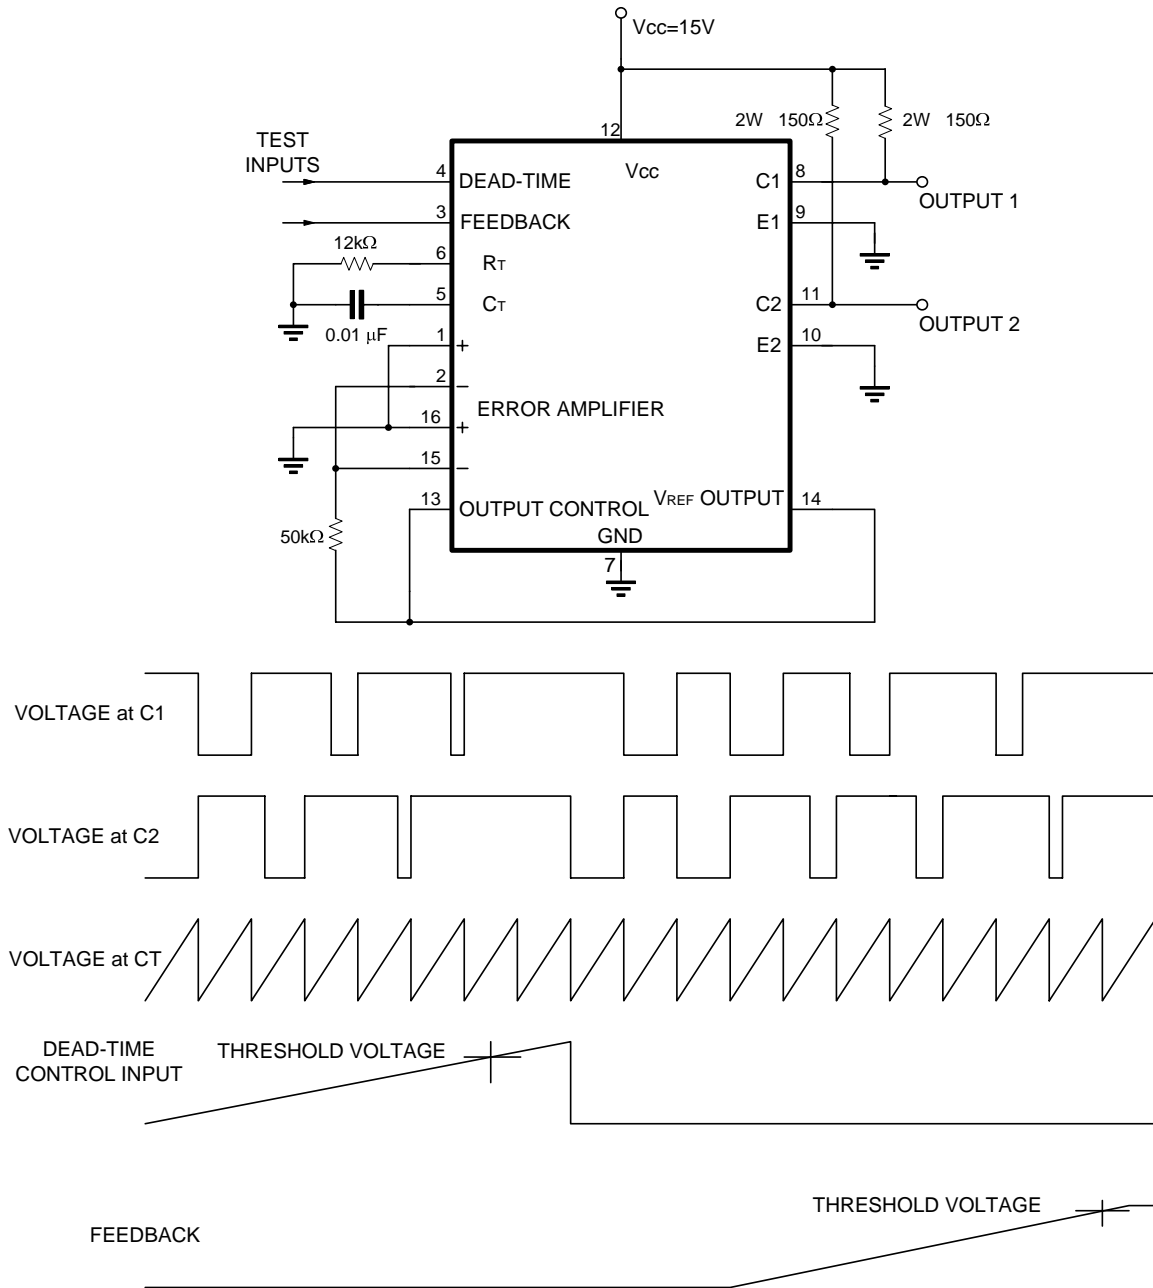 Vcc=15V
2W 150Ω
2W 150Ω
TEST
INPUTS
12
Vcc
4
DEAD-TIME
C1
8
OUTPUT 1
3
FEEDBACK
E1
9
12kΩ
6
RT
5
CT
C2
11
OUTPUT 2
0.01 μF
1
+
E2
10
2
−
ERROR AMPLIFIER
16
+
15
−
13
OUTPUT CONTROL
VREF OUTPUT
14
50kΩ
GND
7
VOLTAGE at C1
VOLTAGE at C2
VOLTAGE at CT
DEAD-TIME
CONTROL INPUT
THRESHOLD VOLTAGE
THRESHOLD VOLTAGE
FEEDBACK